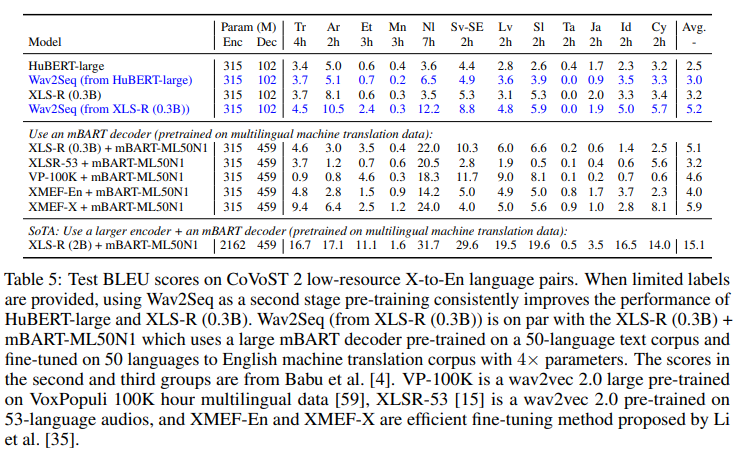 Param (M) Tr Ar Et Mn Nl Sv-SE Lv Sl Ta Ja Id Cy Avg.
Model Enc Dec 4h 2h 3h 3h 7h 2h 2h 2h 2h 2h 2h 2h -
HuBERT-large 315 102 3.4 5.0 0.6 0.4 3.6 4.4 2.8 2.6 0.4 1.7 2.3 3.2 2.5
Wav2Seq (from HuBERT-large) 315 102 3.7 5.1 0.7 0.2 6.5 4.9 3.6 3.9 0.0 0.9 3.5 3.3 3.0
XLS-R (0.3B) 315 102 3.7 8.1 0.6 0.3 3.5 5.3 3.1 5.3 0.0 2.0 3.3 3.4 3.2
Wav2Seq (from XLS-R (0.3B)) 315 102 4.5 10.5 2.4 0.3 12.2 8.8 4.8 5.9 0.0 1.9 5.0 5.7 5.2
Use an mBART decoder (pretrained on multilingual machine translation data):
XLS-R (0.3B) + mBART-ML50N1 315 459 4.6 3.0 3.5 0.4 22.0 10.3 6.0 6.6 0.2 0.6 1.4 2.5 5.1
XLSR-53 + mBART-ML50N1 315 459 3.7 1.2 0.7 0.6 20.5 2.8 1.9 0.5 0.1 0.4 0.6 5.6 3.2
VP-100K + mBART-ML50N1 315 459 0.9 0.8 4.6 0.3 18.3 11.7 9.0 8.1 0.1 0.2 0.7 0.6 4.6
XMEF-En + mBART-ML50N1 315 459 4.8 2.8 1.5 0.9 14.2 5.0 4.9 5.0 0.8 1.7 3.7 2.3 4.0
XMEF-X + mBART-ML50N1 315 459 9.4 6.4 2.5 1.2 24.0 4.0 5.0 5.6 0.9 1.0 2.8 8.1 5.9
SoTA: Use a larger encoder + an mBART decoder (pretrained on multilingual machine translation data):
XLS-R (2B) + mBART-ML50N1 2162 459 16.7 17.1 11.1 1.6 31.7 29.6 19.5 19.6 0.5 3.5 16.5 14.0 15.1
Table 5: Test BLEU scores on CoVoST 2 low-resource X-to-En language pairs. When limited labels
are provided, using Wav2Seq as a second stage pre-training consistently improves the performance of
HuBERT-large and XLS-R (0.3B). Wav2Seq (from XLS-R (0.3B)) is on par with the XLS-R (0.3B) +
mBART-ML50N1 which uses a large mBART decoder pre-trained on a 50-language text corpus and
fine-tuned on 50 languages to English machine translation corpus with 4× parameters. The scores in
the second and third groups are from Babu et al. [4]. VP-100K is a wav2vec 2.0 large pre-trained
on VoxPopuli 100K hour multilingual data [59], XLSR-53 [15] is a wav2vec 2.0 pre-trained on
53-language audios, and XMEF-En and XMEF-X are efficient fine-tuning method proposed by Li
et al. [35].